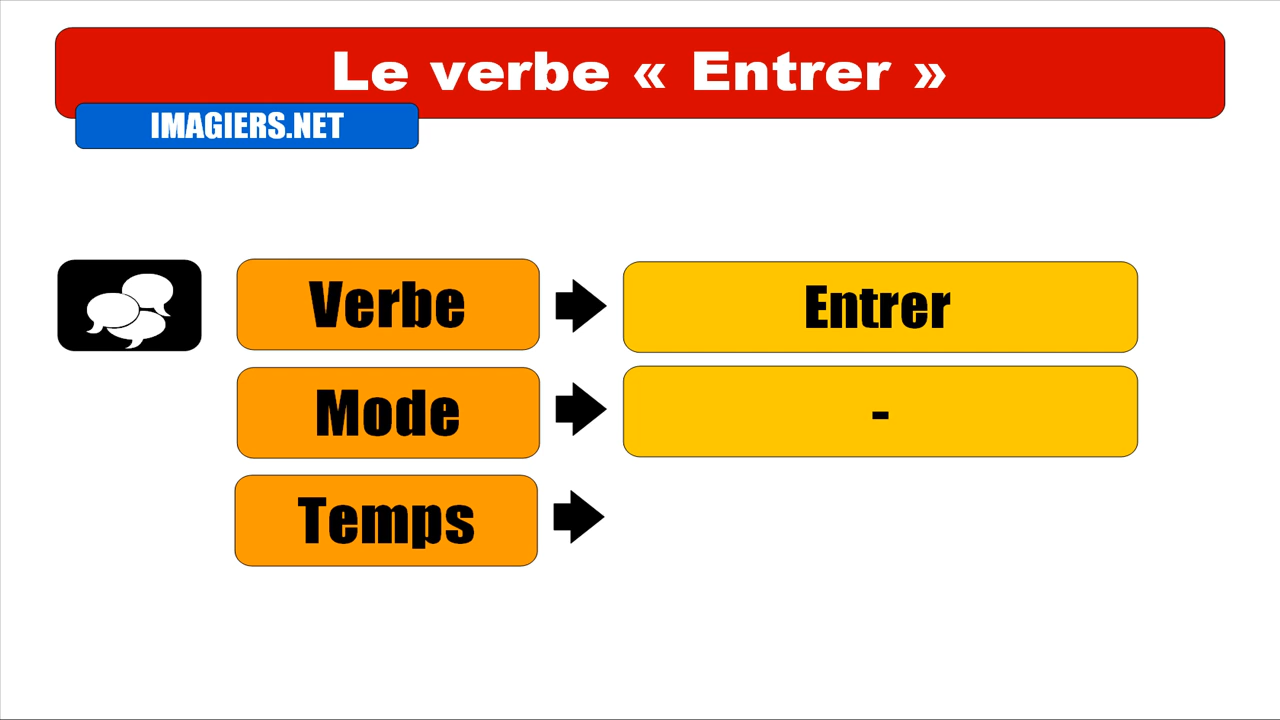 Le verbe « Entrer »
IMAGIERS.NET
Verbe Entrer
Mode -
Temps